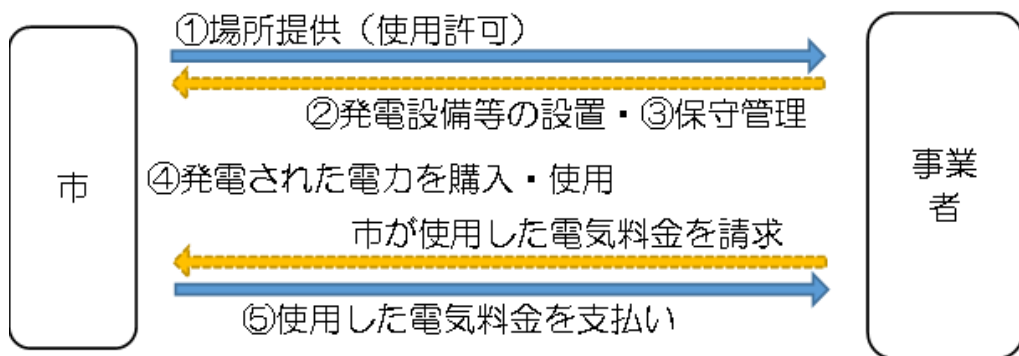 ①場所提供（使用許可）
②発電設備等の設置・③保守管理
市
④発電された電力を購入・使用
事業
者
市が使用した電気料金を請求
⑤使用した電気料金を支払い